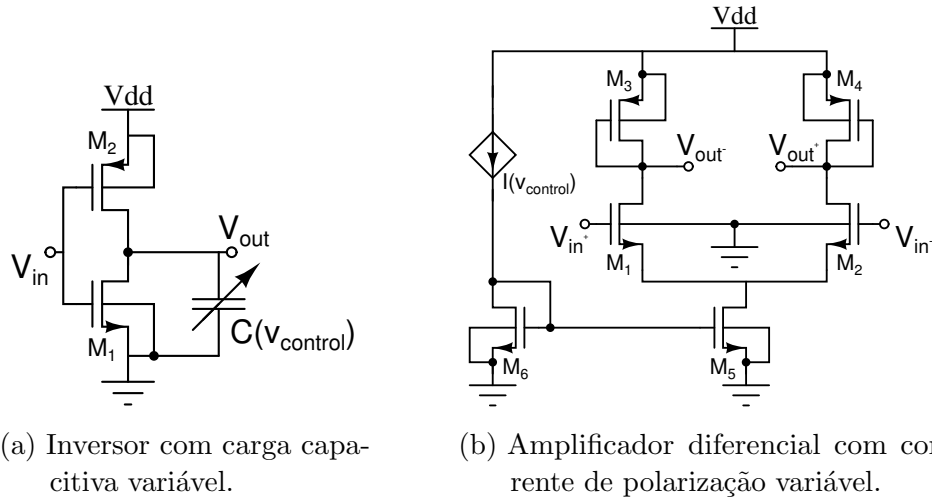 Vdd
M2
Vin
Vout
M1
C(vcontrol)
Vdd
M3
M4
Vout-
Vout+
I(vcontrol)
Vin+
Vin-
M1
M2
M6
M5
(a) Inversor com carga capa-
citiva variável.
(b) Amplificador diferencial com cor
rente de polarização variável.